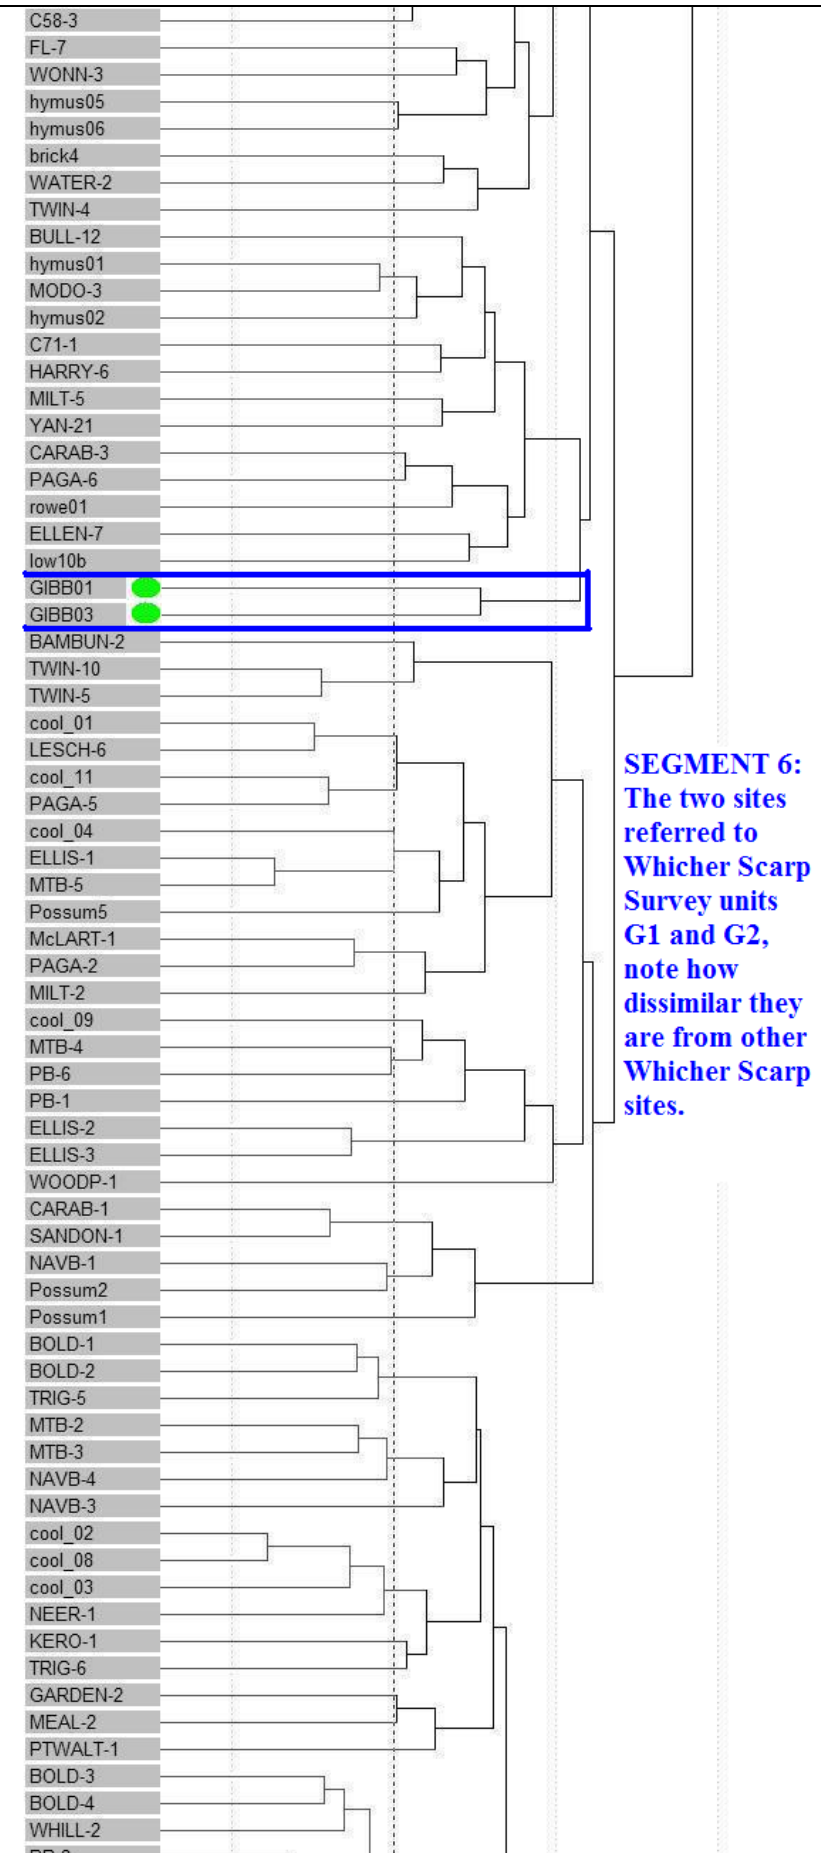 C58-3
FL-7
WONN-3
hymus05
hymus06
brick4
WATER-2
TWIN-4
BULL-12
hymus01
MODO-3
hymus02
C71-1
HARRY-6
MILT-5
YAN-21
CARAB-3
PAGA-6
rowe01
ELLEN-7
low10b
GIBB01
GIBB03
BAMBUN-2
TWIN-10
TWIN-5
cool_01
LESCH-6
cool_11
PAGA-5
cool_04
ELLIS-1
MTB-5
Possum5
McLART-1
PAGA-2
MILT-2
cool_09
MTB-4
PB-6
PB-1
ELLIS-2
ELLIS-3
WOODP-1
CARAB-1
SANDON-1
NAVB-1
Possum2
Possum1
BOLD-1
BOLD-2
TRIG-5
MTB-2
MTB-3
NAVB-4
NAVB-3
cool_02
cool_08
cool_03
NEER-1
KERO-1
TRIG-6
GARDEN-2
MEAL-2
PTWALT-1
BOLD-3
BOLD-4
WHILL-2
SEGMENT 6:
The two sites
referred to
Whicher Scarp
Survey units
G1 and G2,
note how
dissimilar they
are from other
Whicher Scarp
sites.